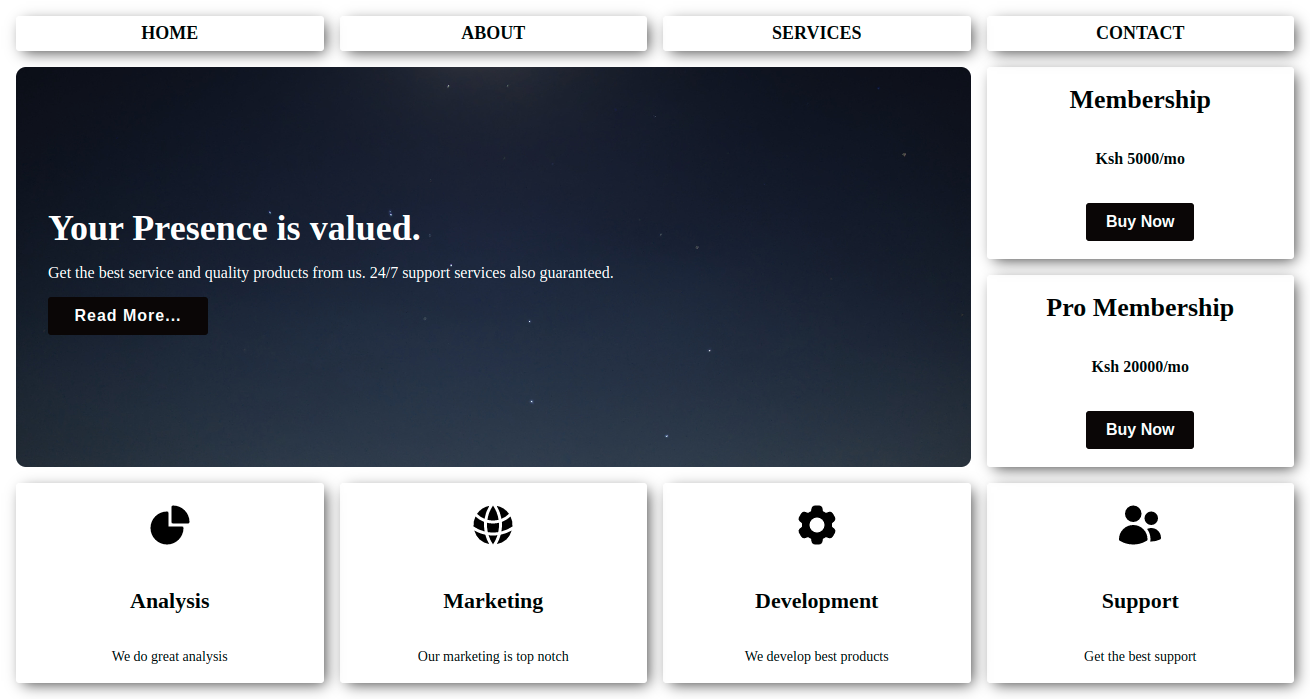 HOME
ABOUT
SERVICES
CONTACT
Your Presence is valued.
Get the best service and quality products from us. 24/7 support services also guaranteed.
Read More...
Membership
Ksh 5000/mo
Buy Now
Pro Membership
Ksh 20000/mo
Buy Now
Analysis
We do great analysis
Marketing
Our marketing is top notch
Development
We develop best products
Support
Get the best support